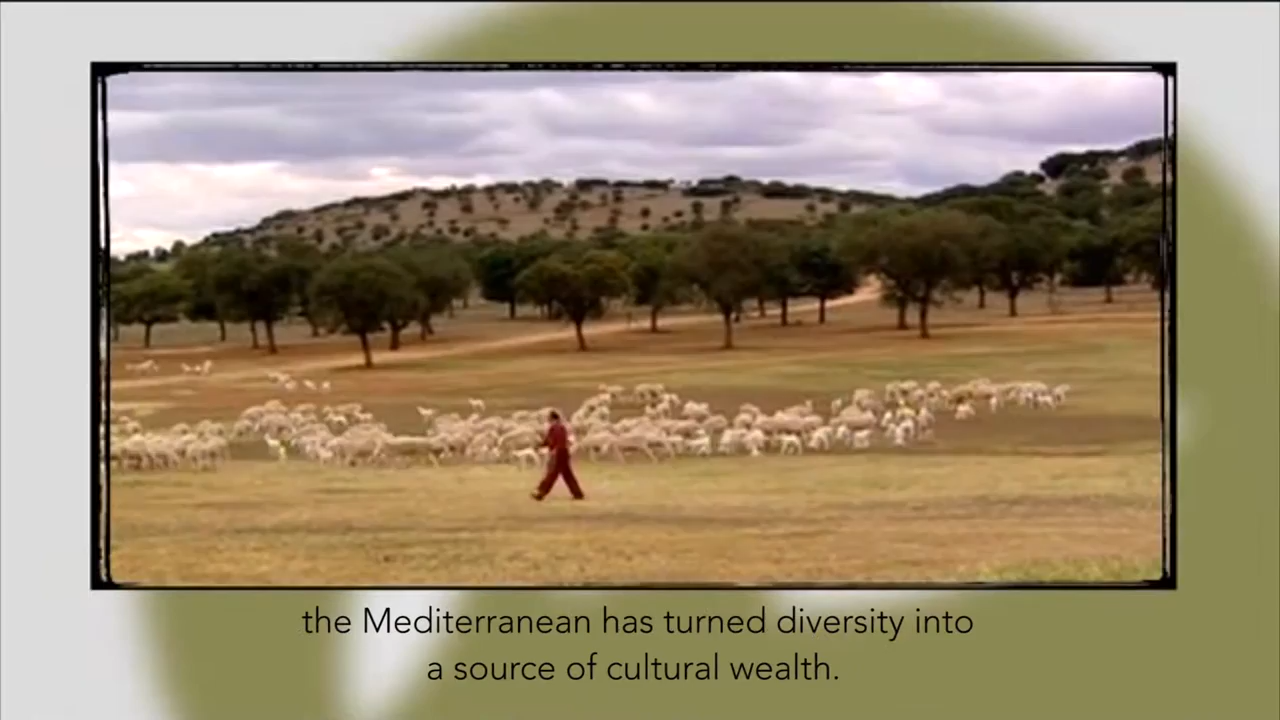 the Mediterranean has turned diversity into
a source of cultural wealth.